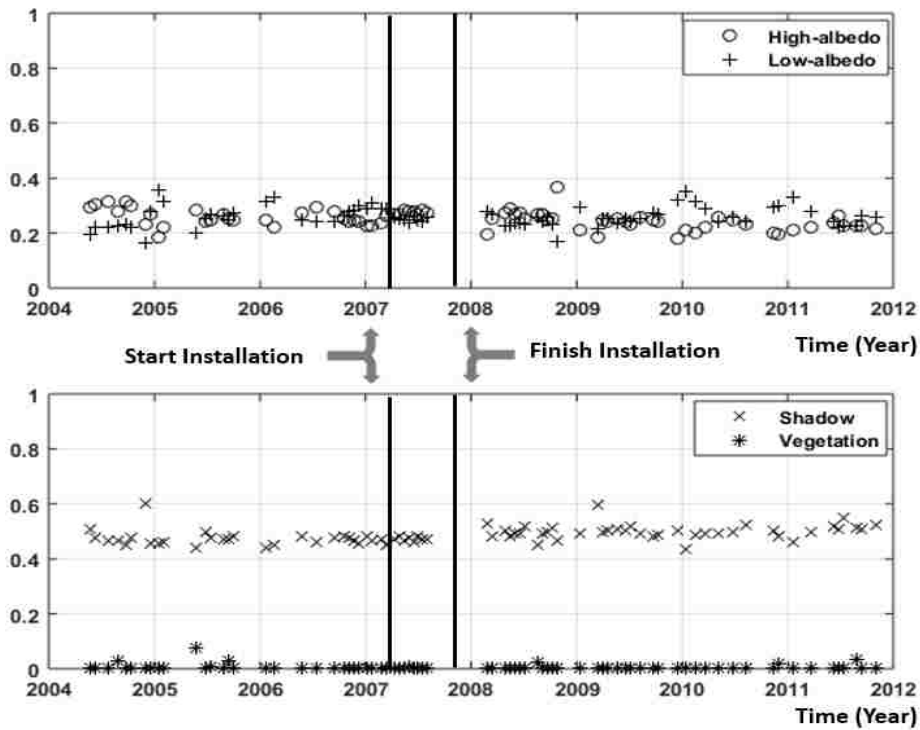 1
High-albedo
Low-albedo
0.8
0.6
0.4
0.2
0
2004 2005 2006 2007 2008 2009 2010 2011 2012
Start Installation
Finish Installation
Time (Year)
1
Shadow
Vegetation
0.8
0.6
0.4
0.2
0
2004 2005 2006 2007 2008 2009 2010 2011 2012
Time (Year)